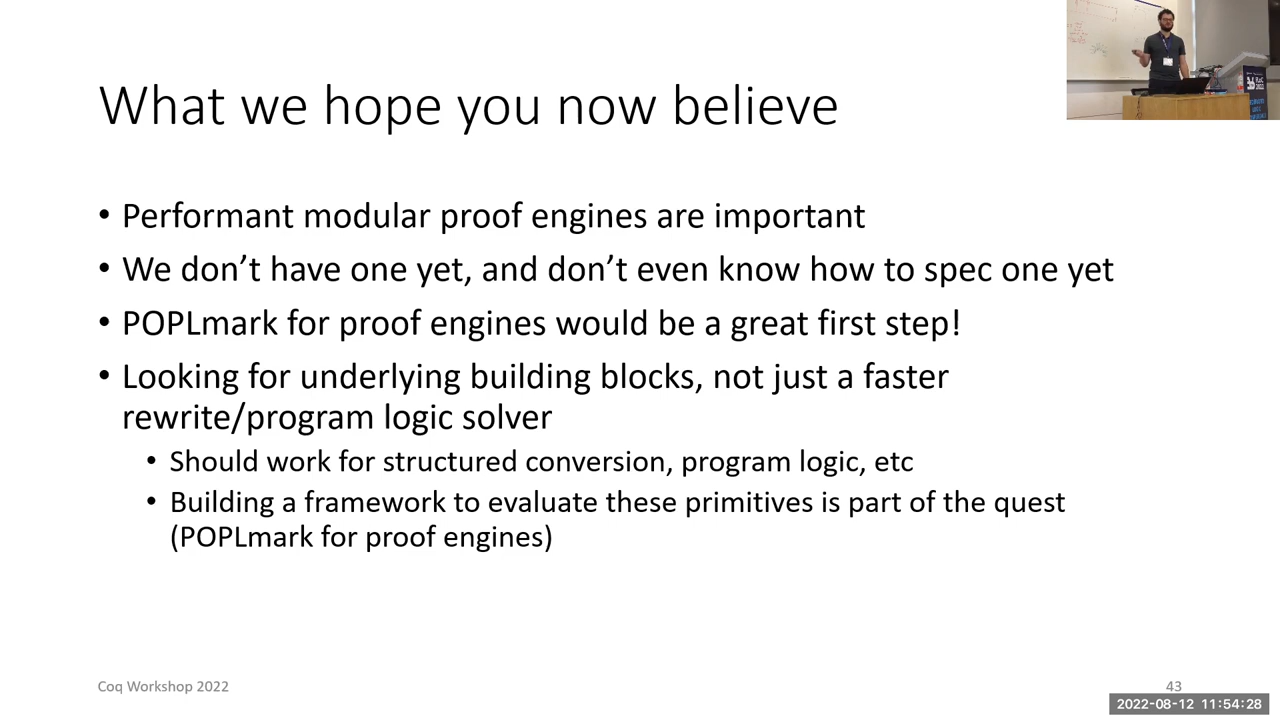 What we hope you now believe
• Performant modular proof engines are important
• We don’t have one yet, and don’t even know how to spec one yet
• POPLmark for proof engines would be a great first step!
• Looking for underlying building blocks, not just a faster
rewrite/program logic solver
• Should work for structured conversion, program logic, etc
• Building a framework to evaluate these primitives is part of the quest
(POPLmark for proof engines)
Coq Workshop 2022
43
2022-08-12 11:54:28